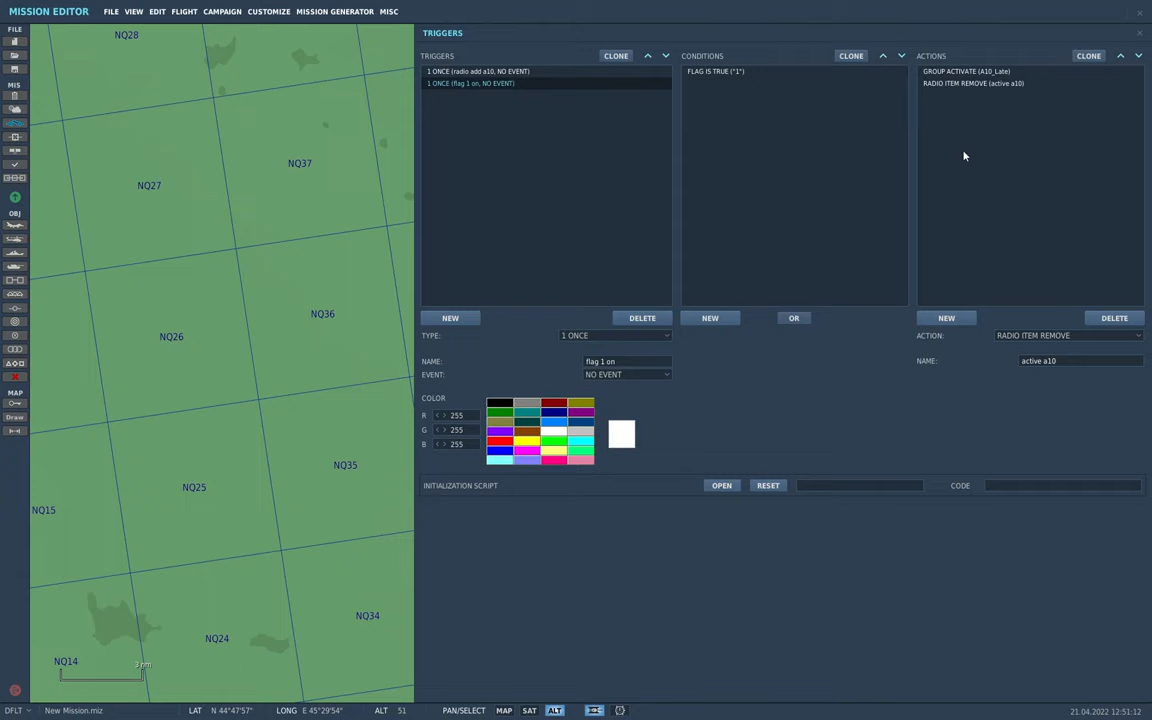 MISSION EDITOR FILE VIEW EDIT FLIGHT CAMPAIGN CUSTOMIZE MISSION GENERATOR MISC
FILE
MIS
OBJ
MAP
Draw
NQ28
NQ37
NQ27
NQ36
NQ26
NQ35
NQ25
NQ15
NQ34
NQ24
NQ14
3 nm
TRIGGERS
TRIGGERS CLONE
1 ONCE (radio add a10, NO EVENT)
1 ONCE (flag 1 on, NO EVENT)
NEW DELETE
TYPE: 1 ONCE
NAME: flag 1 on
EVENT: NO EVENT
COLOR
R < > 255
G < > 255
B < > 255
CONDITIONS CLONE
FLAG IS TRUE ("1")
NEW OR
ACTIONS CLONE
GROUP ACTIVATE (A10_Late)
RADIO ITEM REMOVE (active a10)
NEW DELETE
ACTION: RADIO ITEM REMOVE
NAME: active a10
INITIALIZATION SCRIPT OPEN RESET CODE
DFLT New Mission.miz LAT N 44°47'57" LONG E 45°29'54" ALT 51 PAN/SELECT MAP SAT ALT 21.04.2022 12:51:12